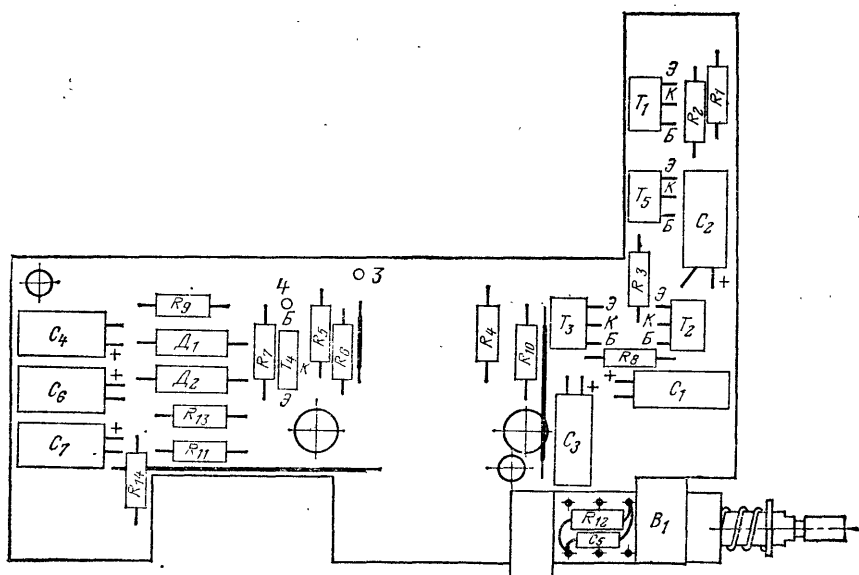 Э
T1 К R2 R1
Б
Э
T5 К C2
Б
R3 +
3
4
R9 Б R5 R4 Э Э
C4 Д1 R7 T4 R6 R10 T3 К К T2
+ К Б Б
+ Д2 Э R8
C6 + + C1
R13 C3
+
C7 R11
R14
R12 B1
C5